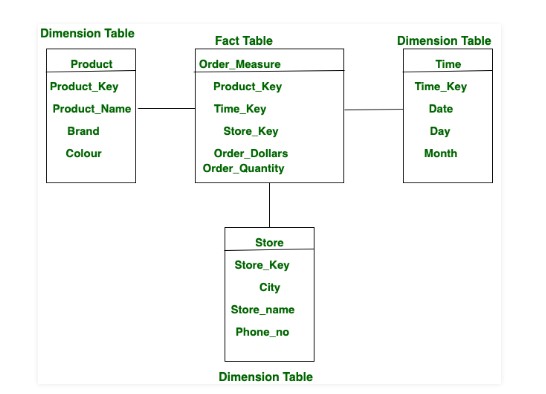 Dimension Table
Product
Product_Key
Product_Name
Brand
Colour
Fact Table
Order_Measure
Product_Key
Time_Key
Store_Key
Order_Dollars
Order_Quantity
Dimension Table
Time
Time_Key
Date
Day
Month
Store
Store_Key
City
Store_name
Phone_no
Dimension Table